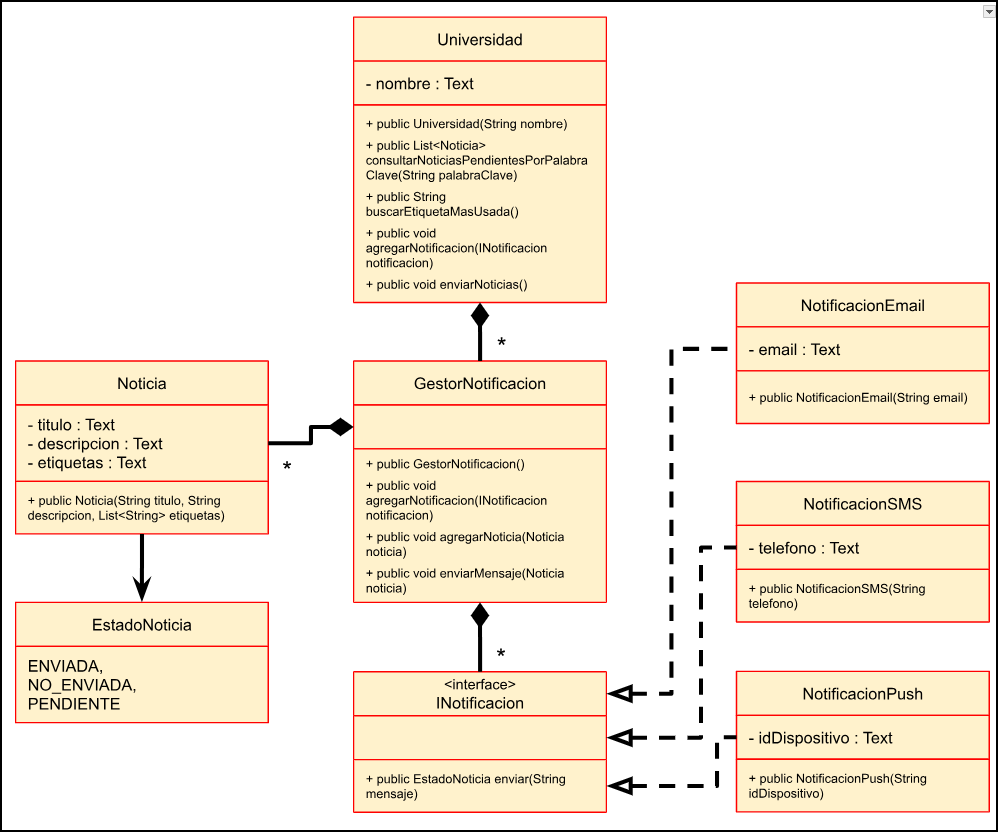 Universidad
- nombre : Text
+ public Universidad(String nombre)
+ public List<Noticia>
consultarNoticiasPendientesPorPalabra
Clave(String palabraClave)
+ public String
buscarEtiquetaMasUsada()
+ public void
agregarNotificacion(INotificacion
notificacion)
+ public void enviarNoticias()
*
Noticia
- titulo : Text
- descripcion : Text
- etiquetas : Text
+ public Noticia(String titulo, String
descripcion, List<String> etiquetas)
*
GestorNotificacion
+ public GestorNotificacion()
+ public void
agregarNotificacion(INotificacion
notificacion)
+ public void agregarNoticia(Noticia
noticia)
+ public void enviarMensaje(Noticia
noticia)
*
EstadoNoticia
ENVIADA,
NO_ENVIADA,
PENDIENTE
<interface>
INotificacion
+ public EstadoNoticia enviar(String
mensaje)
NotificacionEmail
- email : Text
+ public NotificacionEmail(String email)
NotificacionSMS
- telefono : Text
+ public NotificacionSMS(String
telefono)
NotificacionPush
- idDispositivo : Text
+ public NotificacionPush(String
idDispositivo)